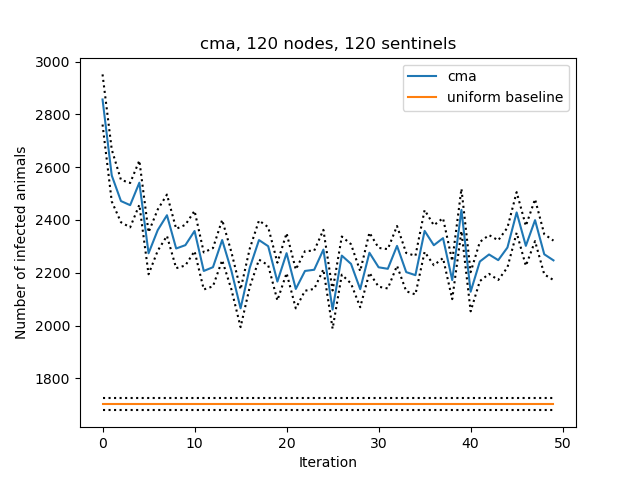 cma, 120 nodes, 120 sentinels
3000
2800
2600
2400
2200
2000
1800
Number of infected animals
cma
uniform baseline
0 10 20 30 40 50
Iteration